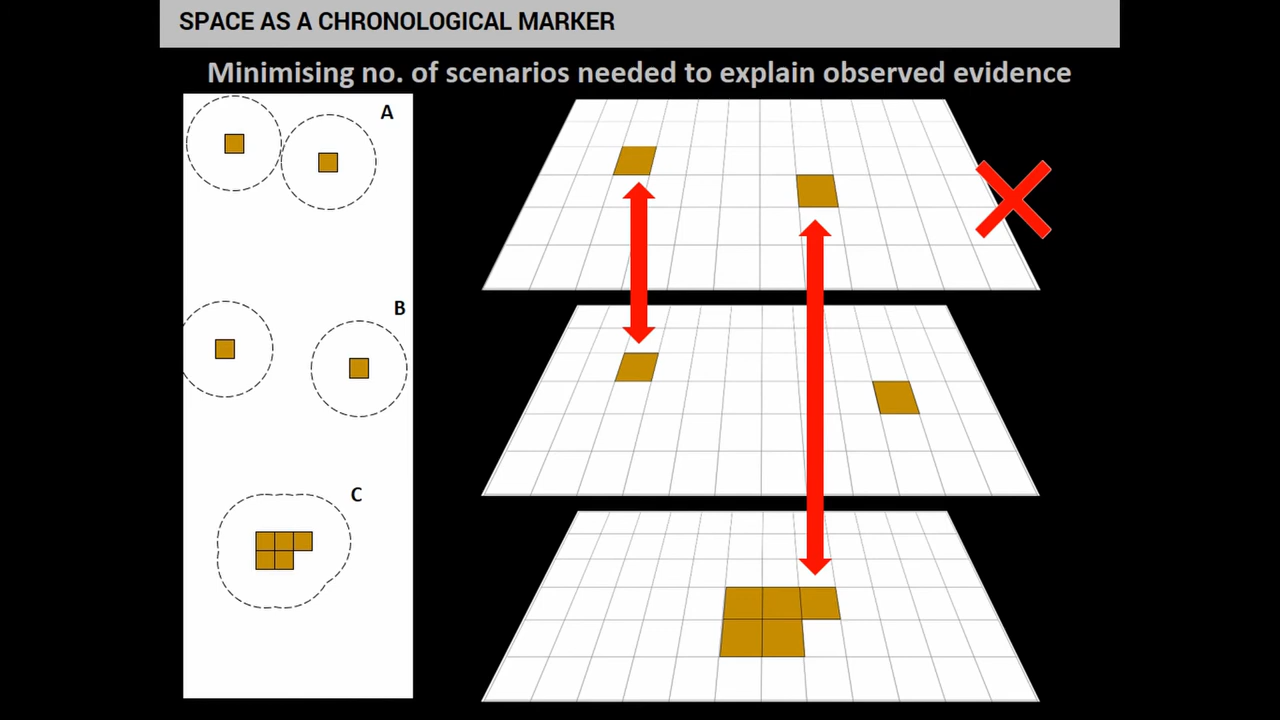 SPACE AS A CHRONOLOGICAL MARKER
Minimising no. of scenarios needed to explain observed evidence
A
B
C